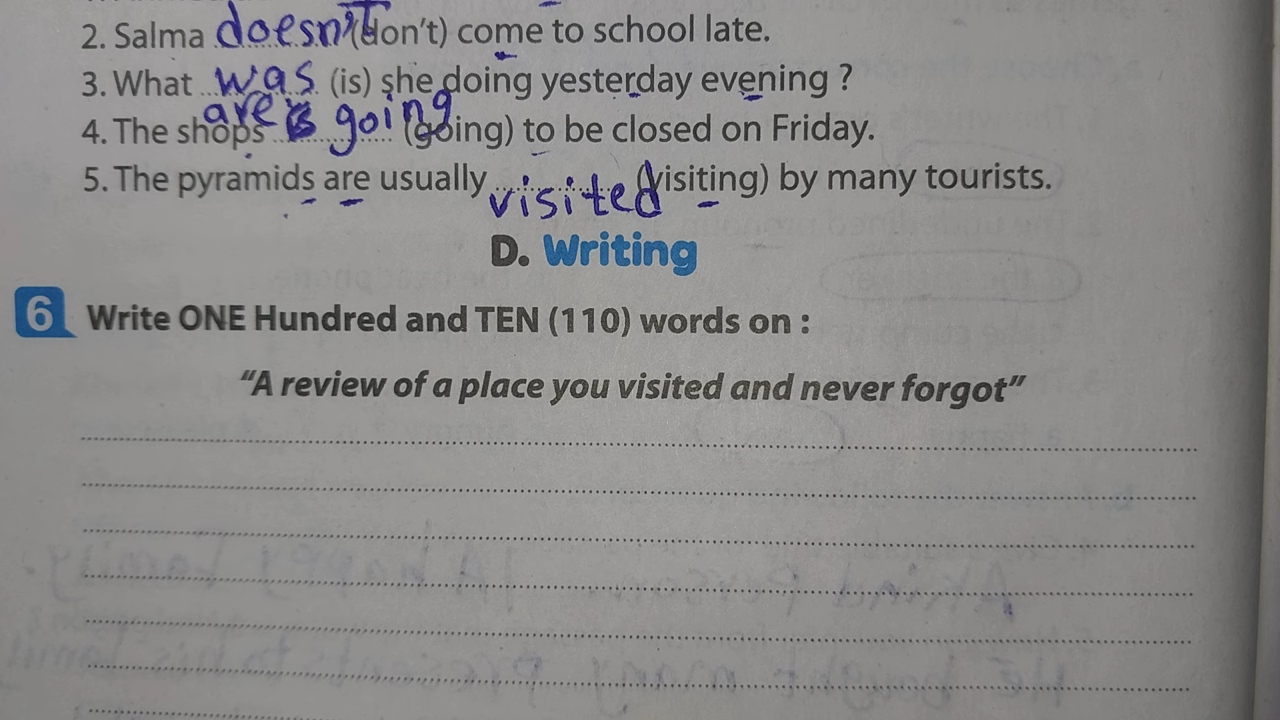 2. Salma doesn't (don't) come to school late.
3. What was (is) she doing yesterday evening ?
are is going
4. The shops (going) to be closed on Friday.
5. The pyramids are usually visited (visiting) by many tourists.
D. Writing
6 Write ONE Hundred and TEN (110) words on :
“A review of a place you visited and never forgot”